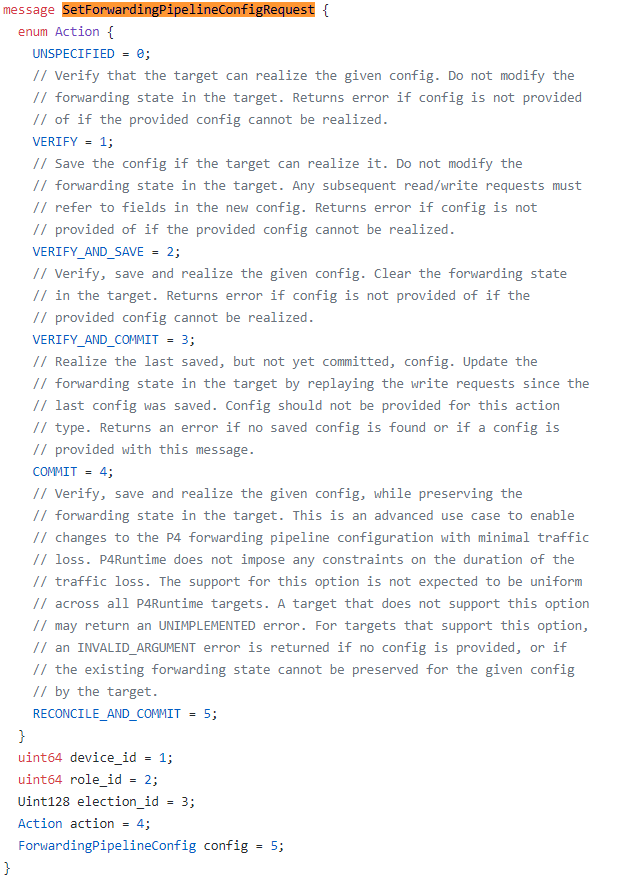 message SetForwardingPipelineConfigRequest {
enum Action {
UNSPECIFIED = 0;
// Verify that the target can realize the given config. Do not modify the
// forwarding state in the target. Returns error if config is not provided
// of if the provided config cannot be realized.
VERIFY = 1;
// Save the config if the target can realize it. Do not modify the
// forwarding state in the target. Any subsequent read/write requests must
// refer to fields in the new config. Returns error if config is not
// provided of if the provided config cannot be realized.
VERIFY_AND_SAVE = 2;
// Verify, save and realize the given config. Clear the forwarding state
// in the target. Returns error if config is not provided of if the
// provided config cannot be realized.
VERIFY_AND_COMMIT = 3;
// Realize the last saved, but not yet committed, config. Update the
// forwarding state in the target by replaying the write requests since the
// last config was saved. Config should not be provided for this action
// type. Returns an error if no saved config is found or if a config is
// provided with this message.
COMMIT = 4;
// Verify, save and realize the given config, while preserving the
// forwarding state in the target. This is an advanced use case to enable
// changes to the P4 forwarding pipeline configuration with minimal traffic
// loss. P4Runtime does not impose any constraints on the duration of the
// traffic loss. The support for this option is not expected to be uniform
// across all P4Runtime targets. A target that does not support this option
// may return an UNIMPLEMENTED error. For targets that support this option,
// an INVALID_ARGUMENT error is returned if no config is provided, or if
// the existing forwarding state cannot be preserved for the given config
// by the target.
RECONCILE_AND_COMMIT = 5;
}
uint64 device_id = 1;
uint64 role_id = 2;
Uint128 election_id = 3;
Action action = 4;
ForwardingPipelineConfig config = 5;
}